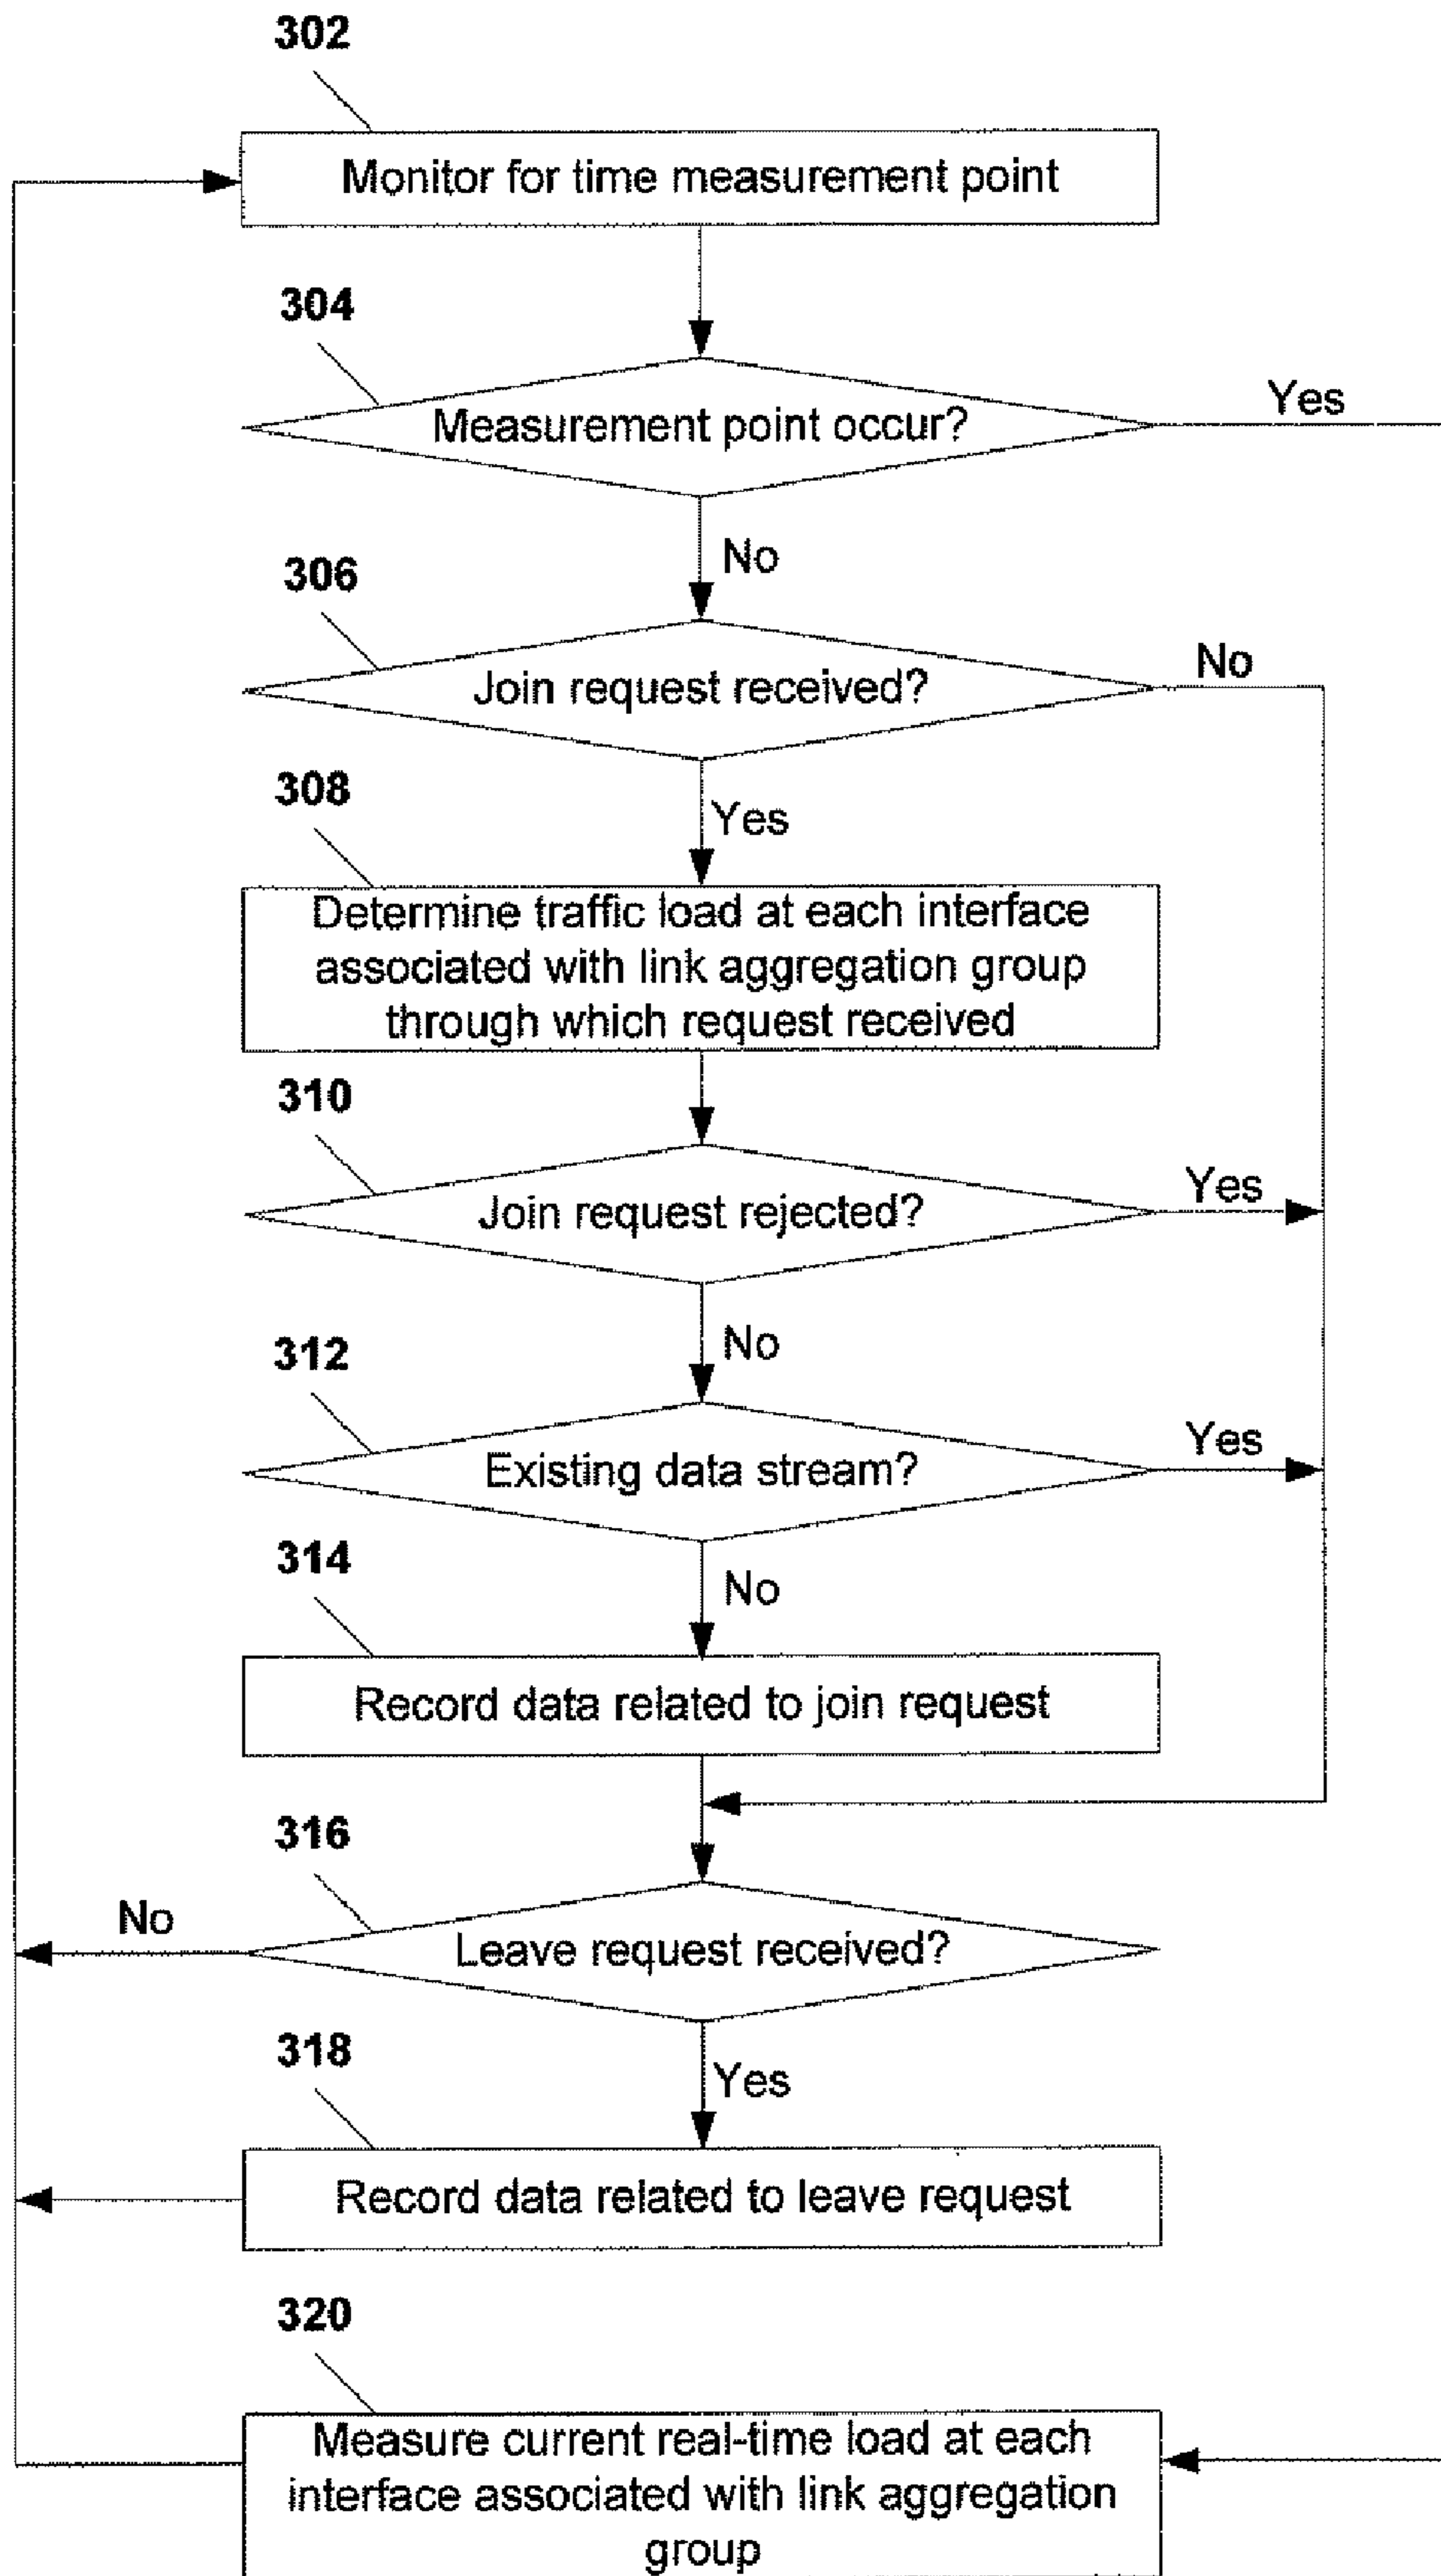 302
Monitor for time measurement point
304
Measurement point occur?
Yes
No
306
Join request received?
No
Yes
308
Determine traffic load at each interface
associated with link aggregation group
through which request received
310
Join request rejected?
Yes
No
312
Existing data stream?
Yes
No
314
Record data related to join request
316
No
Leave request received?
Yes
318
Record data related to leave request
320
Measure current real-time load at each
interface associated with link aggregation
group